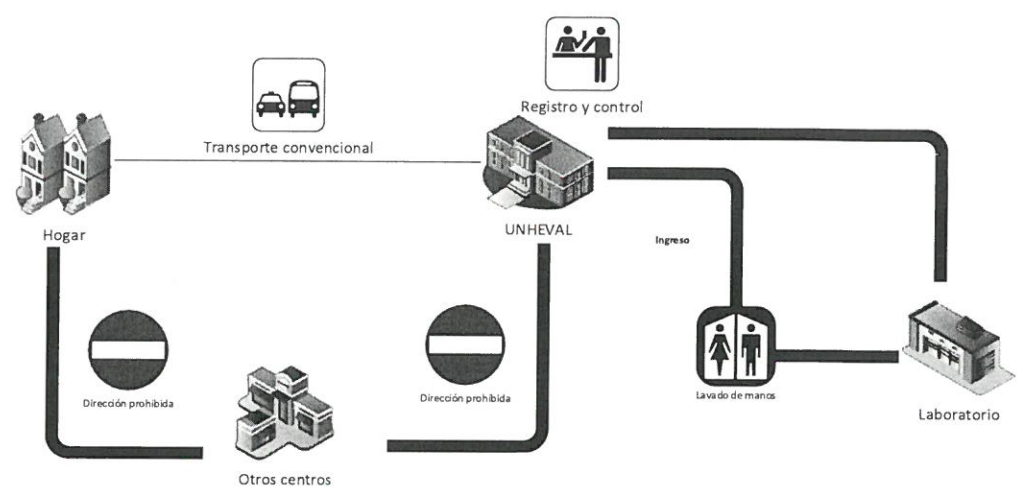 Registro y control
Transporte convencional
Hogar
UNHEVAL
Ingreso
Dirección prohibida
Dirección prohibida
Lavado de manos
Laboratorio
Otros centros